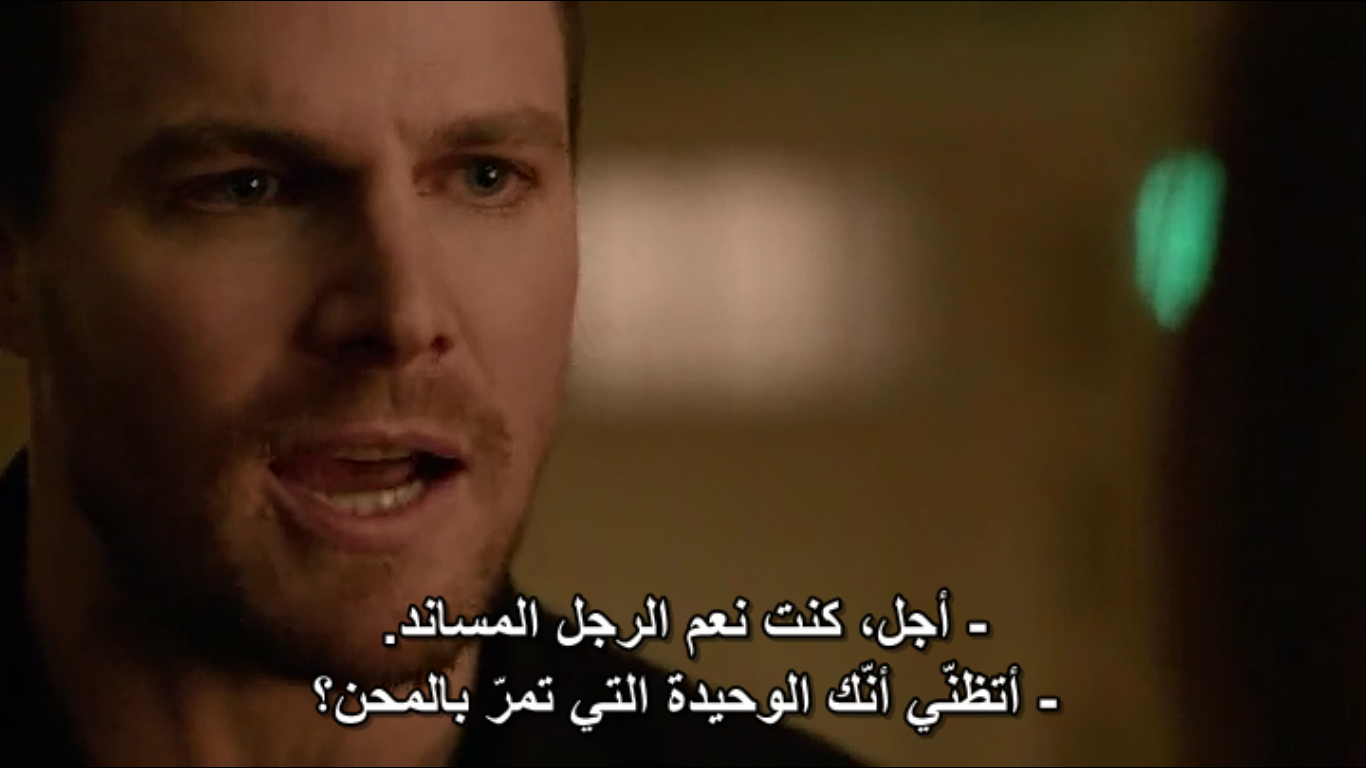 - أجل، كنت نعم الرجل المساند.
- أتظنّي أنّك الوحيدة التي تمرّ بالمحن؟